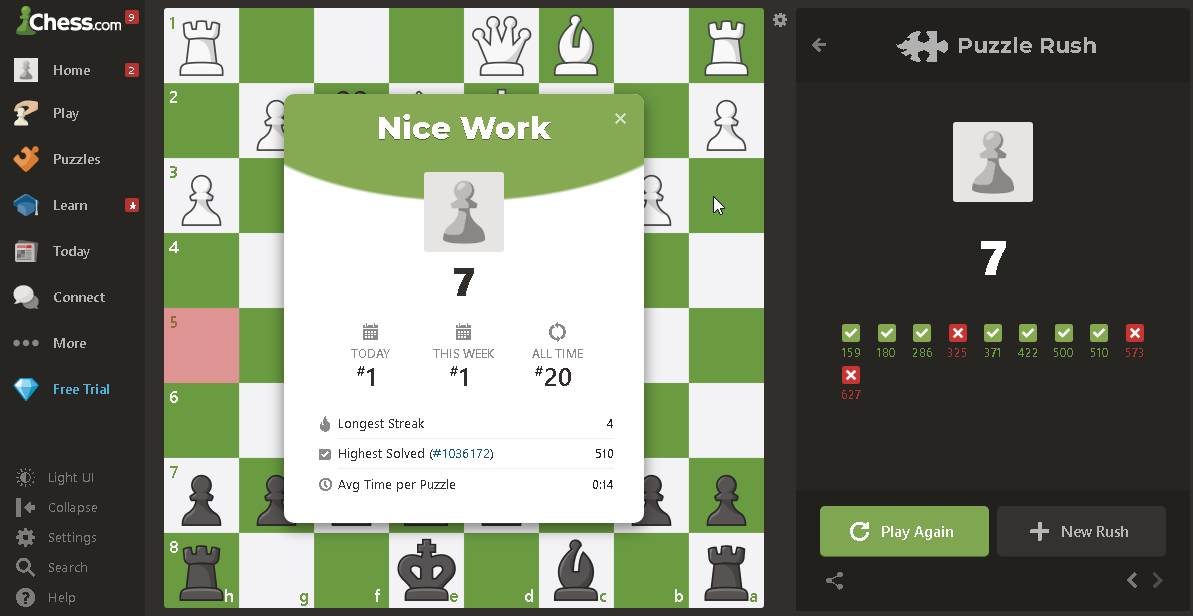 Chess.com 9
Home 2
Play
Puzzles
Learn
Today
Connect
More
Free Trial
Light UI
Collapse
Settings
Search
Help
1
2
3
4
5
6
7
8
h g f e d c b a
Nice Work
7
TODAY THIS WEEK ALL TIME
#1 #1 #20
Longest Streak 4
Highest Solved (#1036172) 510
Avg Time per Puzzle 0:14
Puzzle Rush
7
159 180 286 325 371 422 500 510 573
627
Play Again New Rush